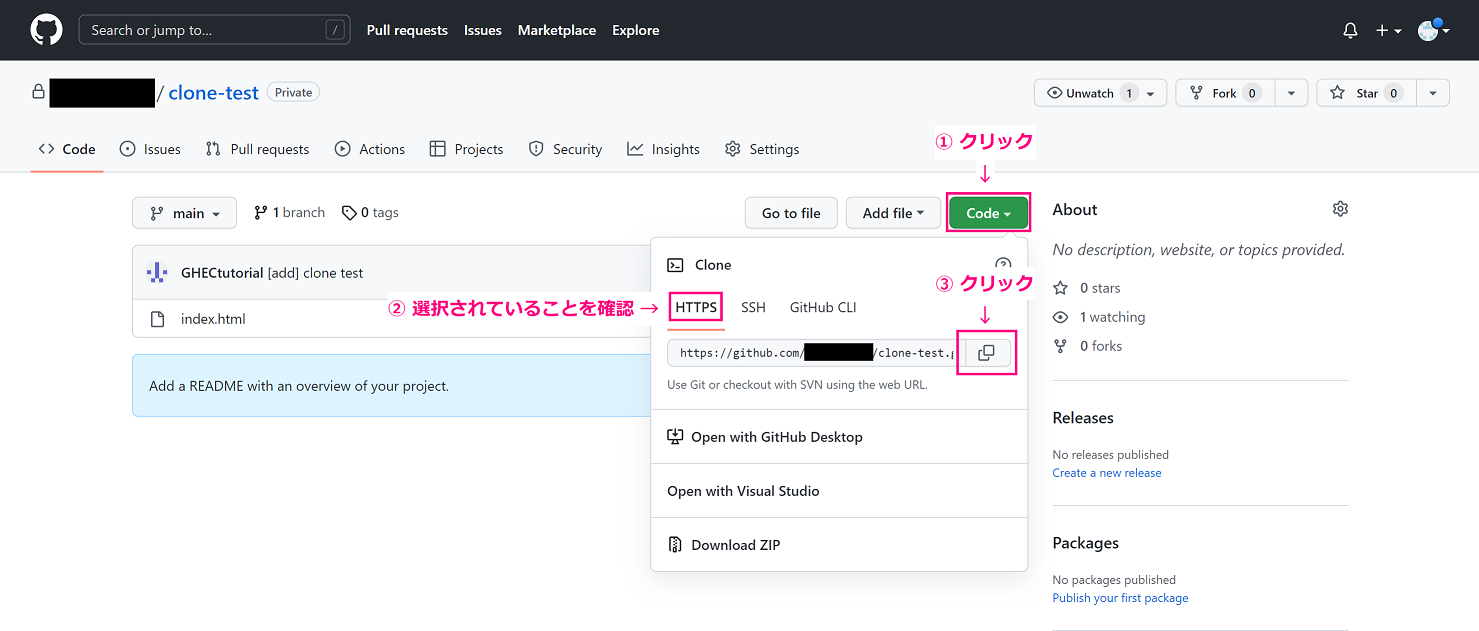 Search or jump to... /
Pull requests
Issues
Marketplace
Explore
/ clone-test Private
Unwatch 1
Fork 0
Star 0
Code
Issues
Pull requests
Actions
Projects
Security
Insights
Settings
① クリック
↓
main
1 branch
0 tags
Go to file
Add file
Code
About
No description, website, or topics provided.
0 stars
1 watching
0 forks
GHECtutorial [add] clone test
index.html
Add a README with an overview of your project.
Clone
③ クリック
↓
② 選択されていることを確認 →
HTTPS
SSH
GitHub CLI
https://github.com/ /clone-test.
Use Git or checkout with SVN using the web URL.
Open with GitHub Desktop
Open with Visual Studio
Download ZIP
Releases
No releases published
Create a new release
Packages
No packages published
Publish your first package